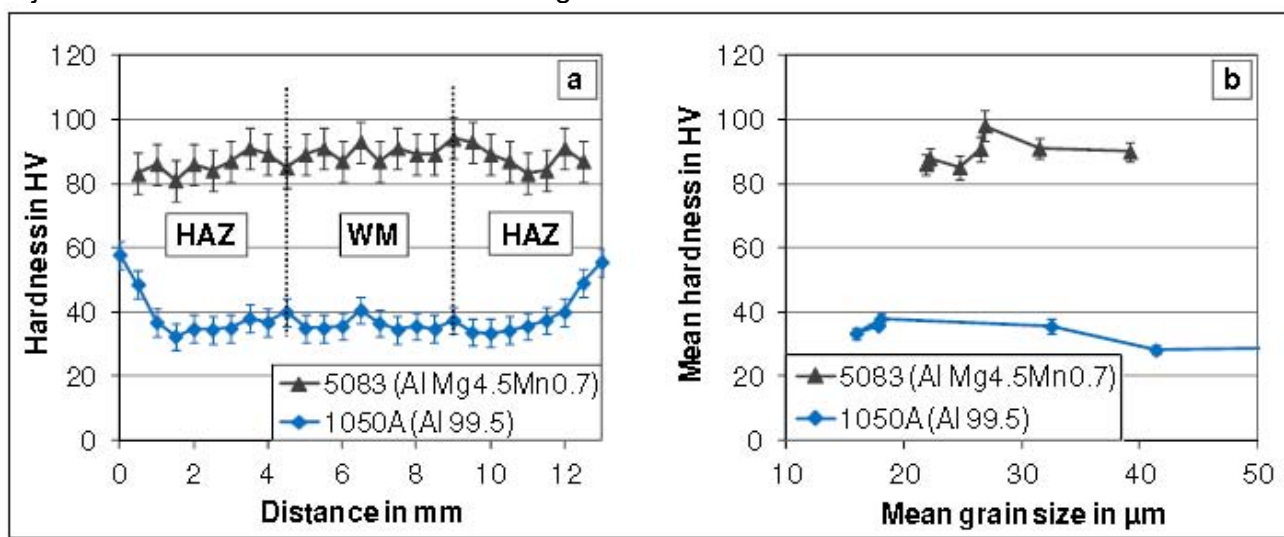 120
100
80
60
40
20
0
Hardness in HV
a
HAZ
WM
HAZ
5083 (Al Mg4.5Mn0.7)
1050A (Al 99.5)
0 2 4 6 8 10 12
Distance in mm
120
100
80
60
40
20
0
Mean hardness in HV
b
5083 (Al Mg4.5Mn0.7)
1050A (Al 99.5)
10 20 30 40 50
Mean grain size in µm